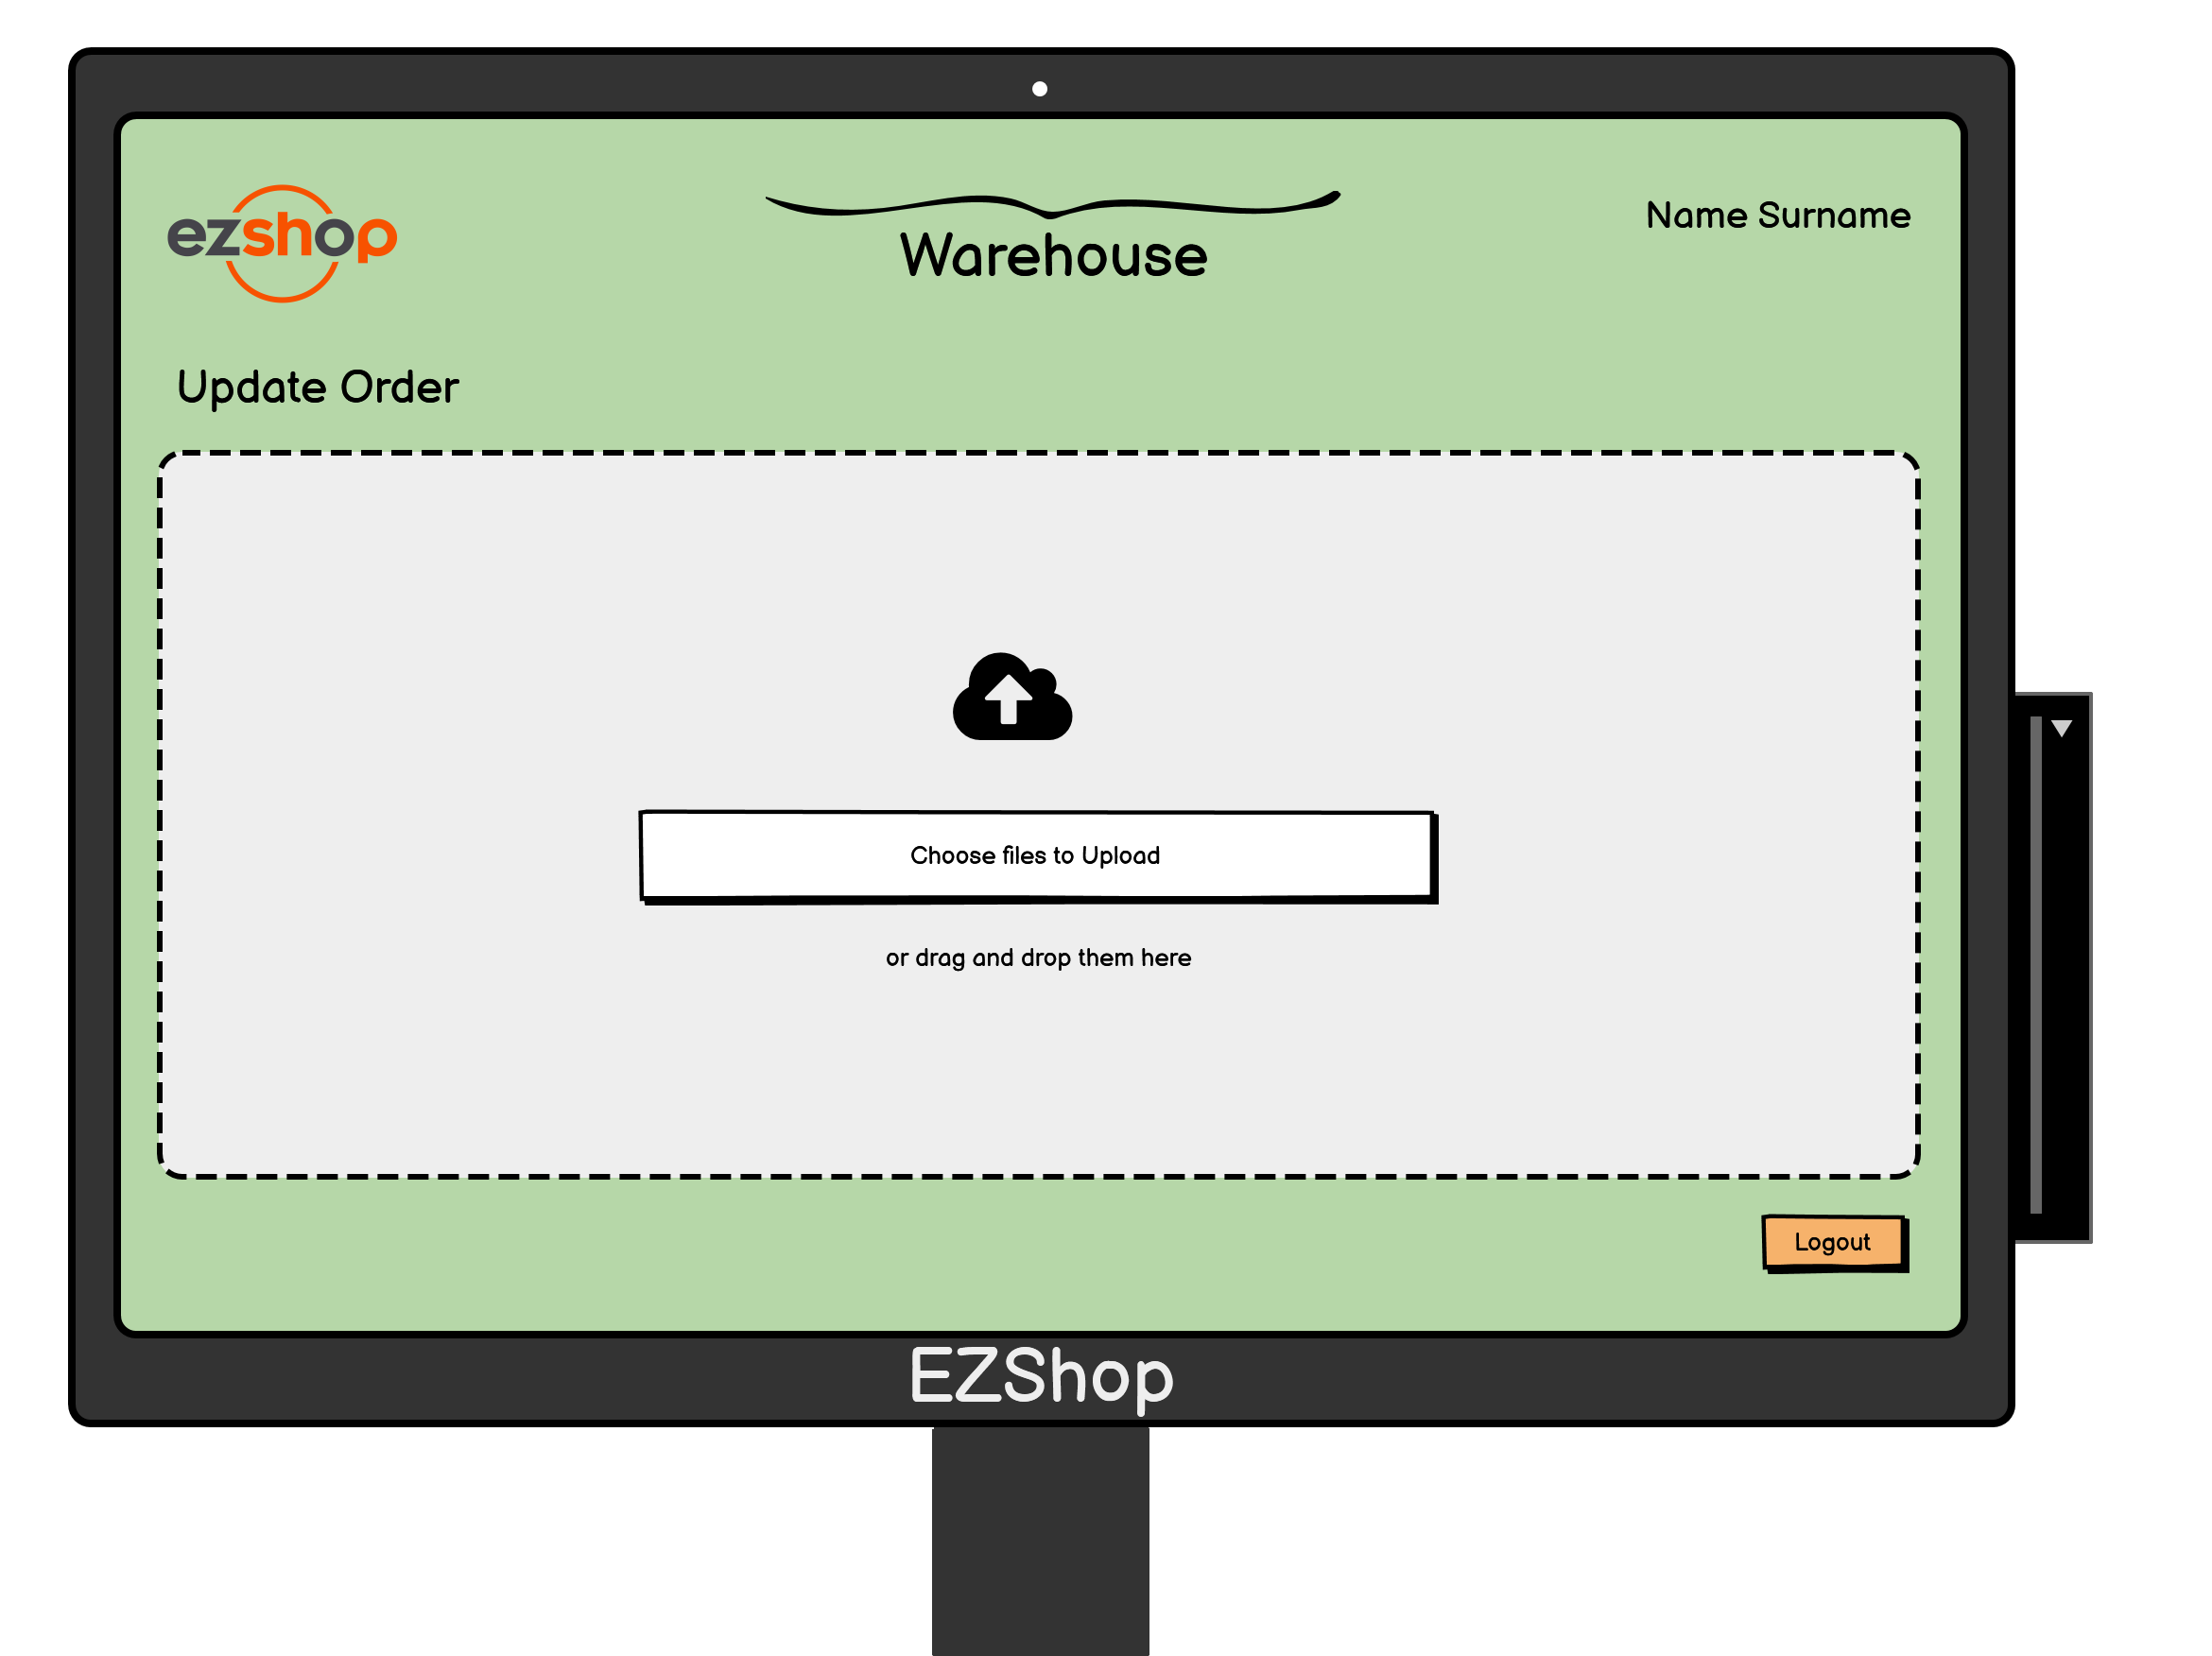 ezshop
Warehouse
Name Surname
Update Order
Choose files to Upload
or drag and drop them here
Logout
EZShop